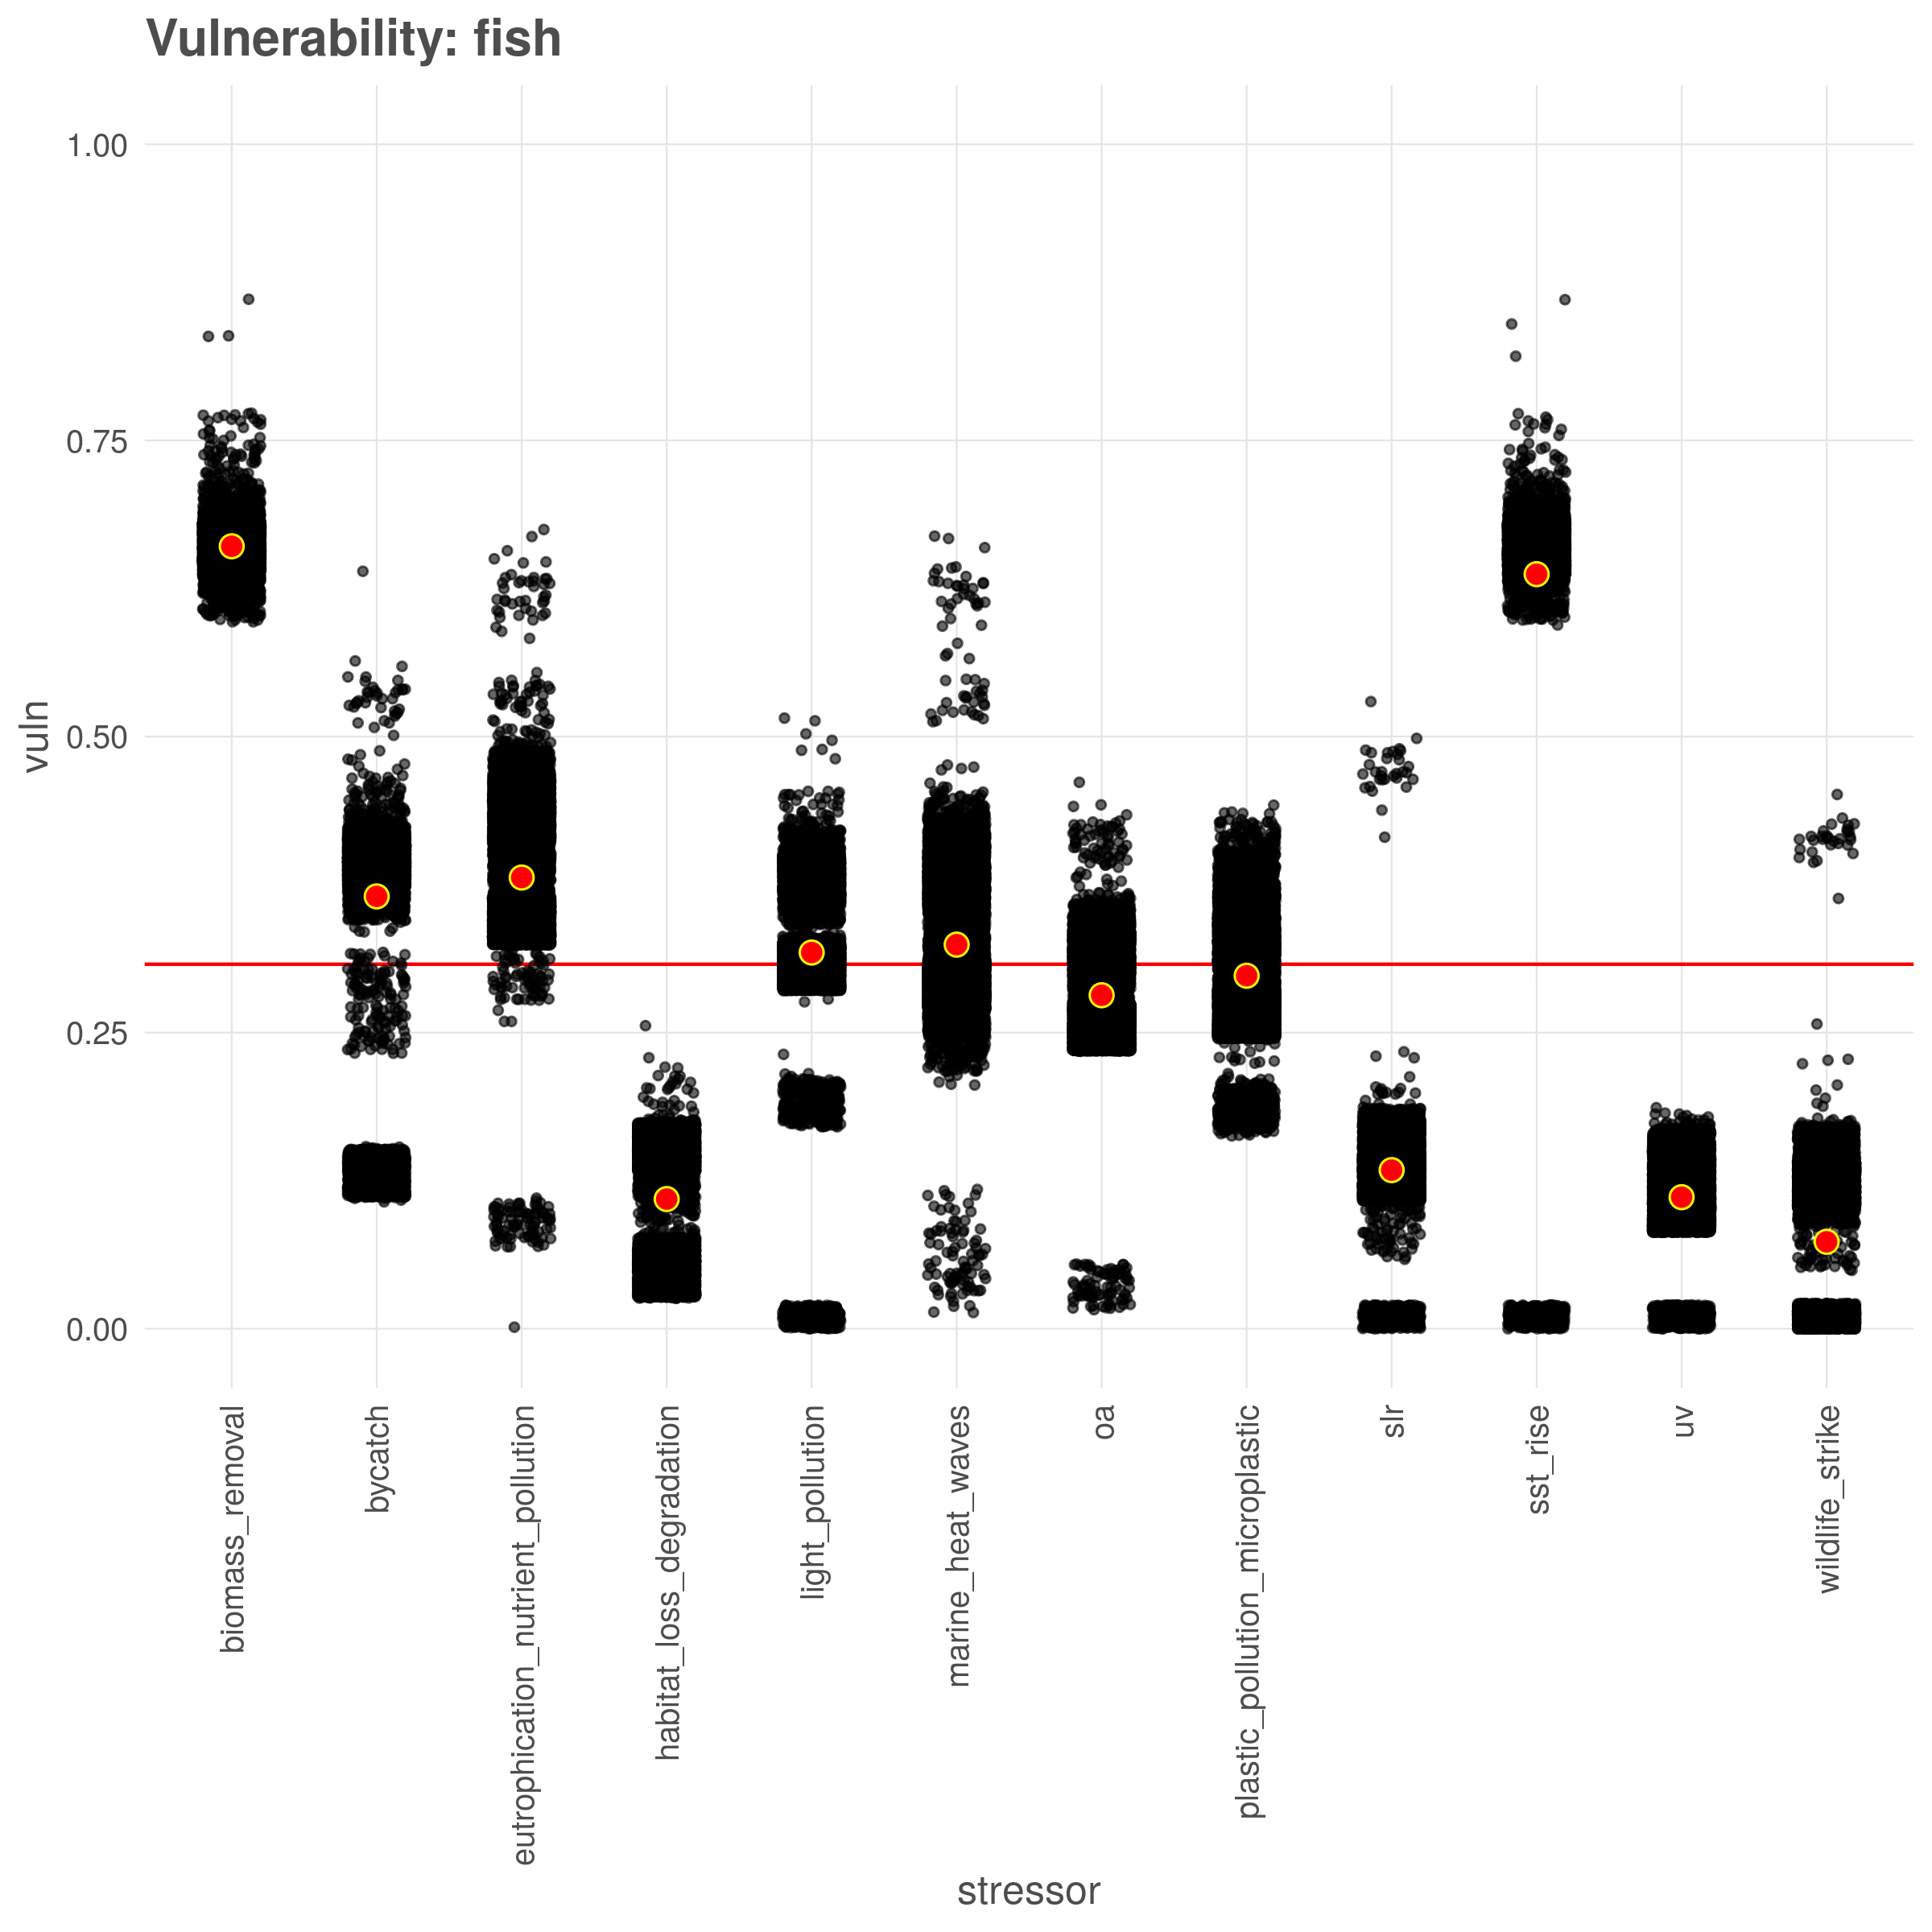 Vulnerability: fish
1.00
0.75
0.50
0.25
0.00
vuln
biomass_removal
bycatch
eutrophication_nutrient_pollution
habitat_loss_degradation
light_pollution
marine_heat_waves
oa
plastic_pollution_microplastic
slr
sst_rise
uv
wildlife_strike
stressor